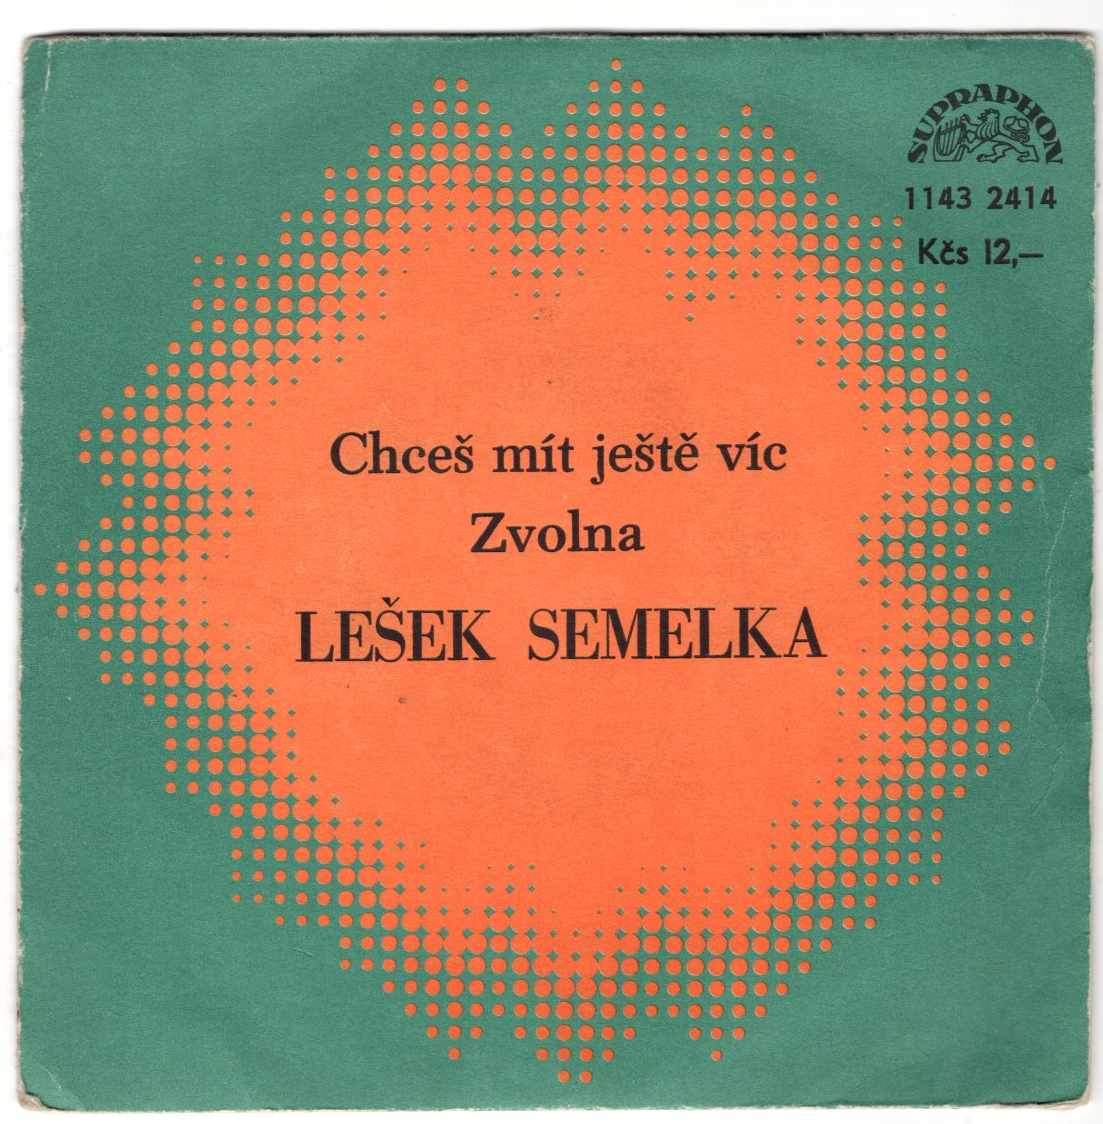 SUPRAPHON
1143 2414
Kčs 12,—
Chceš mít ještě víc
Zvolna
LEŠEK SEMELKA